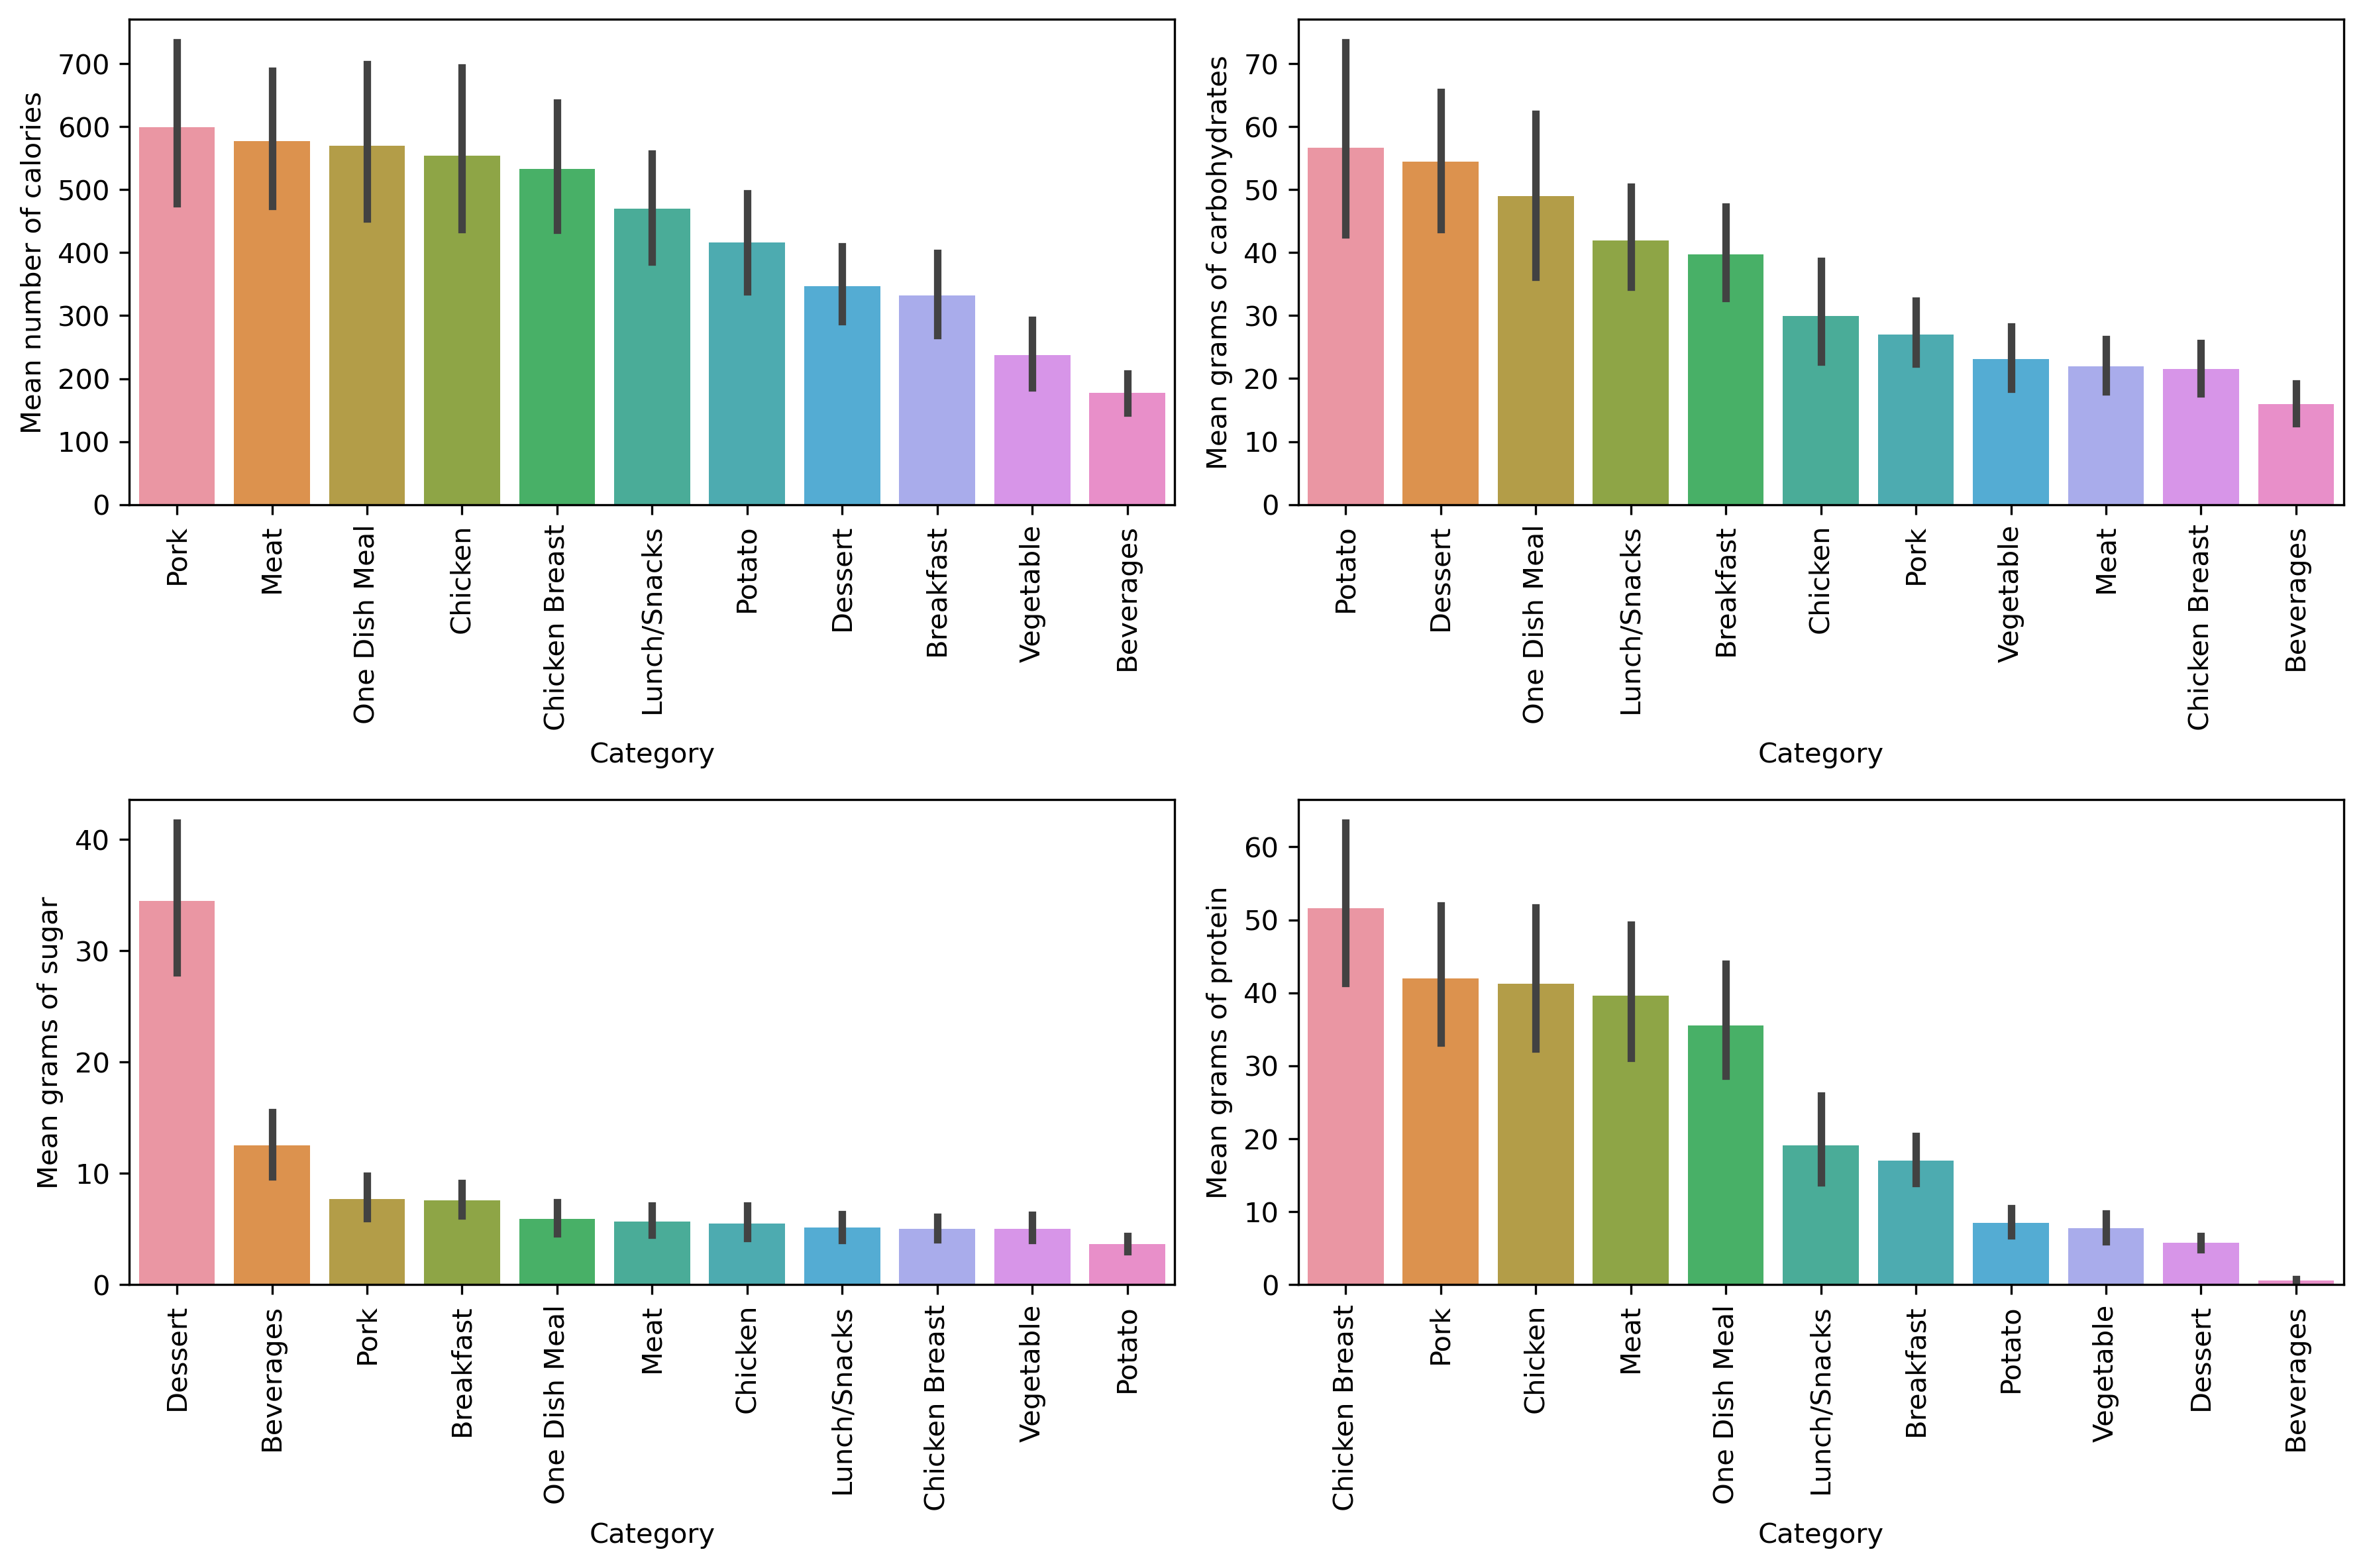 Mean number of calories
700
600
500
400
300
200
100
0
Pork
Meat
One Dish Meal
Chicken
Chicken Breast
Lunch/Snacks
Potato
Dessert
Breakfast
Vegetable
Beverages
Category
Mean grams of carbohydrates
70
60
50
40
30
20
10
0
Potato
Dessert
One Dish Meal
Lunch/Snacks
Breakfast
Chicken
Pork
Vegetable
Meat
Chicken Breast
Beverages
Category
Mean grams of sugar
40
30
20
10
0
Dessert
Beverages
Pork
Breakfast
One Dish Meal
Meat
Chicken
Lunch/Snacks
Chicken Breast
Vegetable
Potato
Category
Mean grams of protein
60
50
40
30
20
10
0
Chicken Breast
Pork
Chicken
Meat
One Dish Meal
Lunch/Snacks
Breakfast
Potato
Vegetable
Dessert
Beverages
Category